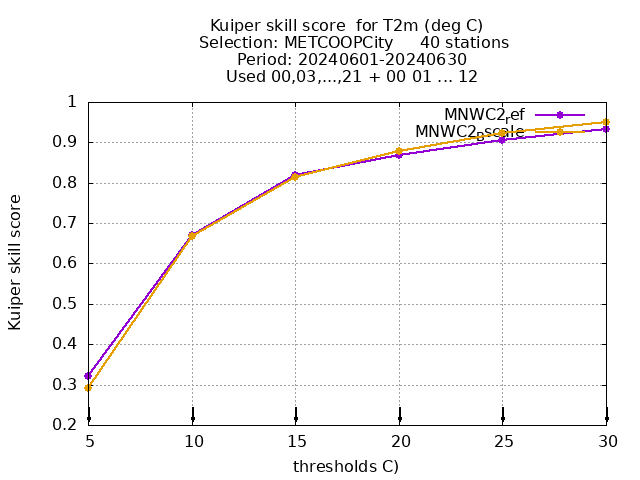 Kuiper skill score for T2m (deg C)
Selection: METCOOPCity 40 stations
Period: 20240601-20240630
Used 00,03,...,21 + 00 01 ... 12
MNWC2ref
MNWC2pscale
1
0.9
0.8
0.7
0.6
0.5
0.4
0.3
0.2
Kuiper skill score
5 10 15 20 25 30
thresholds C)